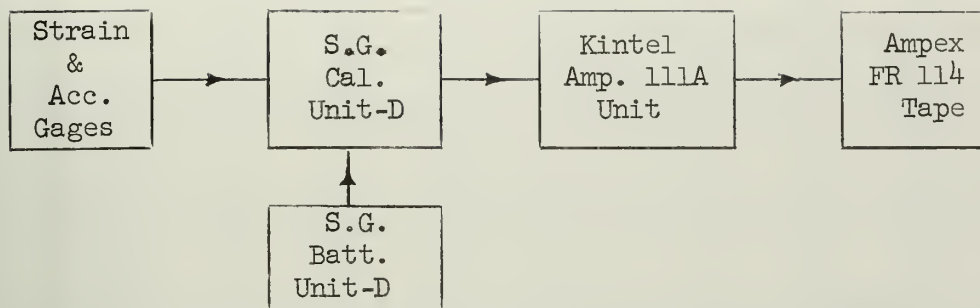 Strain
&
Acc.
Gages
S.G.
Cal.
Unit-D
Kintel
Amp. 111A
Unit
Ampex
FR 114
Tape
S.G.
Batt.
Unit-D